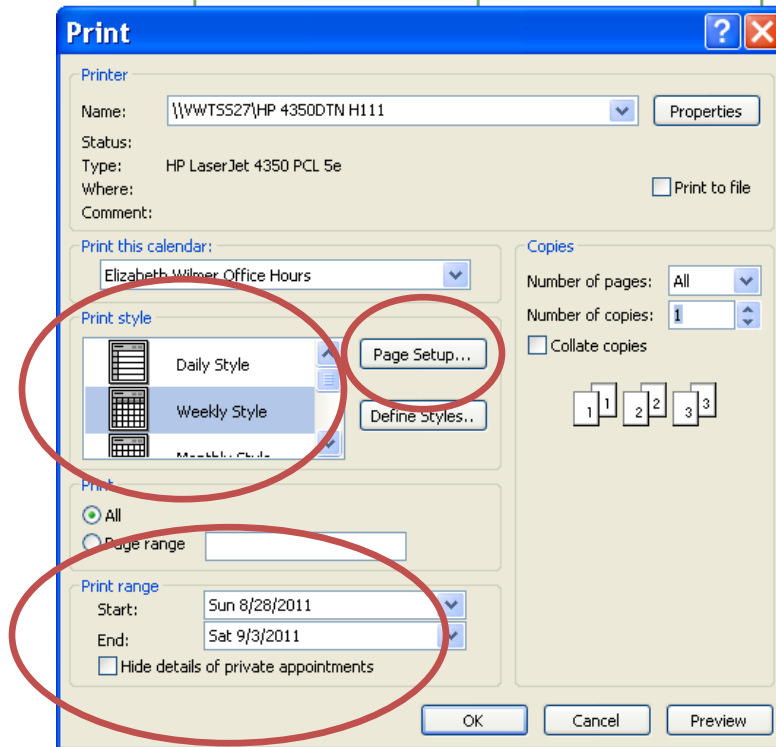 Print
Printer
Name: \\VWTSS27\HP 4350DTN H111 Properties
Status:
Type: HP LaserJet 4350 PCL 5e
Where: Print to file
Comment:
Print this calendar:
Elizabeth Wilmer Office Hours
Copies
Number of pages: All
Number of copies: 1
Collate copies
1 1 2 2 3 3
Print style
Daily Style
Weekly Style
Monthly Style
Page Setup...
Define Styles..
Print
All
Page range
Print range
Start: Sun 8/28/2011
End: Sat 9/3/2011
Hide details of private appointments
OK Cancel Preview